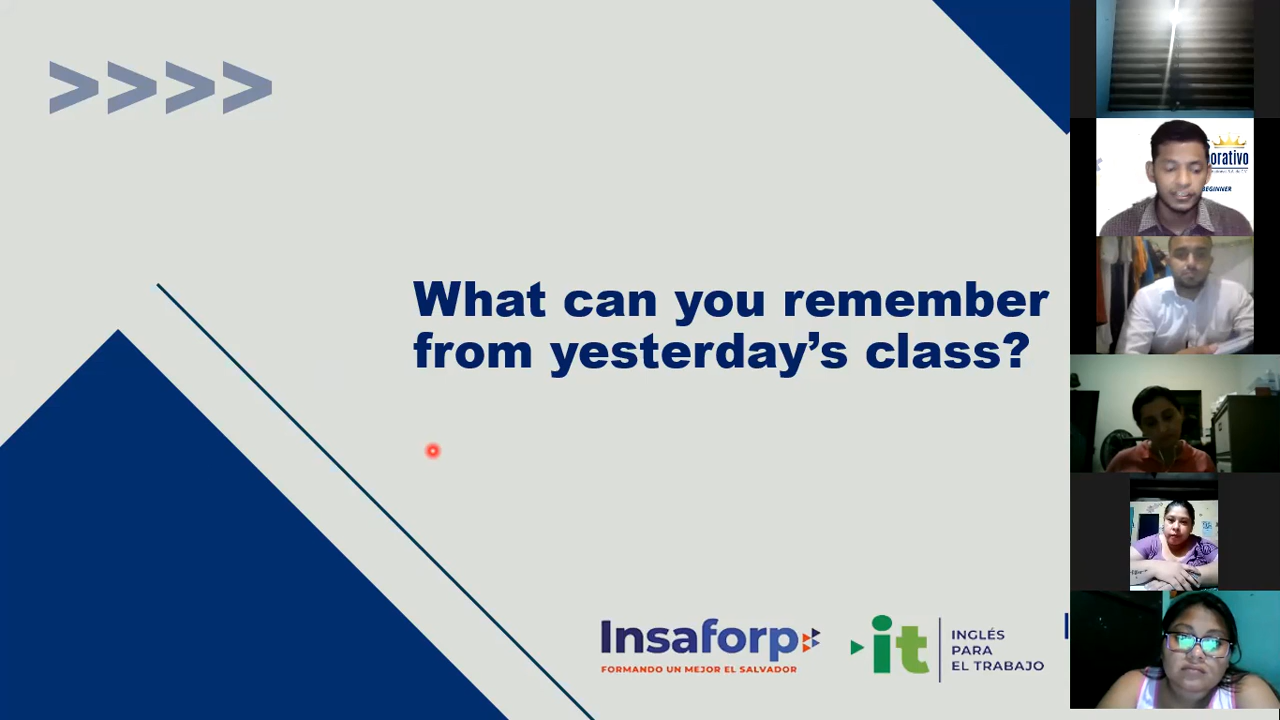 >>>>
What can you remember
from yesterday's class?
Insaforp
FORMANDO UN MEJOR EL SALVADOR
it
INGLÉS
PARA
EL TRABAJO
orativo
BEGINNER